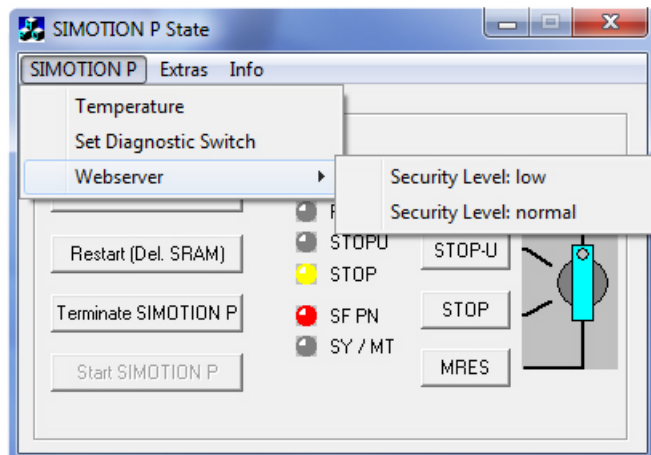 SIMOTION P State
SIMOTION P Extras Info
Temperature
Set Diagnostic Switch
Webserver
Security Level: low
Security Level: normal
Restart (Del. SRAM)
STOPU
STOP-U
STOP
Terminate SIMOTION P
SF PN
STOP
SY / MT
Start SIMOTION P
MRES